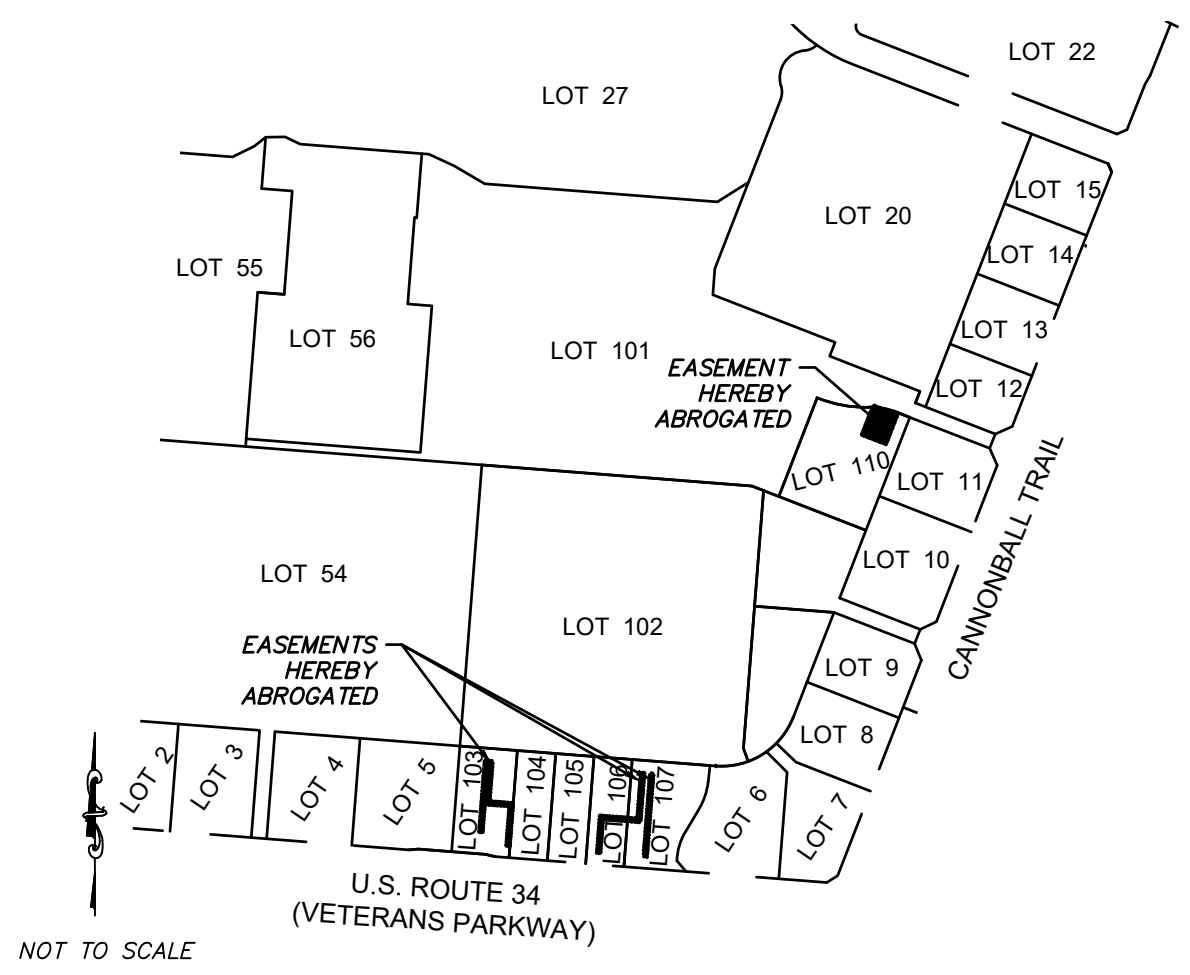 LOT 22
LOT 27
LOT 15
LOT 20
LOT 14
LOT 55
LOT 13
LOT 56
LOT 101
EASEMENT
HEREBY
ABROGATED
LOT 12
LOT 110
LOT 11
CANNONBALL TRAIL
LOT 10
LOT 54
LOT 102
EASEMENTS
HEREBY
ABROGATED
LOT 9
LOT 8
LOT 2
LOT 3
LOT 4
LOT 5
LOT 103
LOT 104
LOT 105
LOT 106
LOT 107
LOT 6
LOT 7
U.S. ROUTE 34
(VETERANS PARKWAY)
NOT TO SCALE